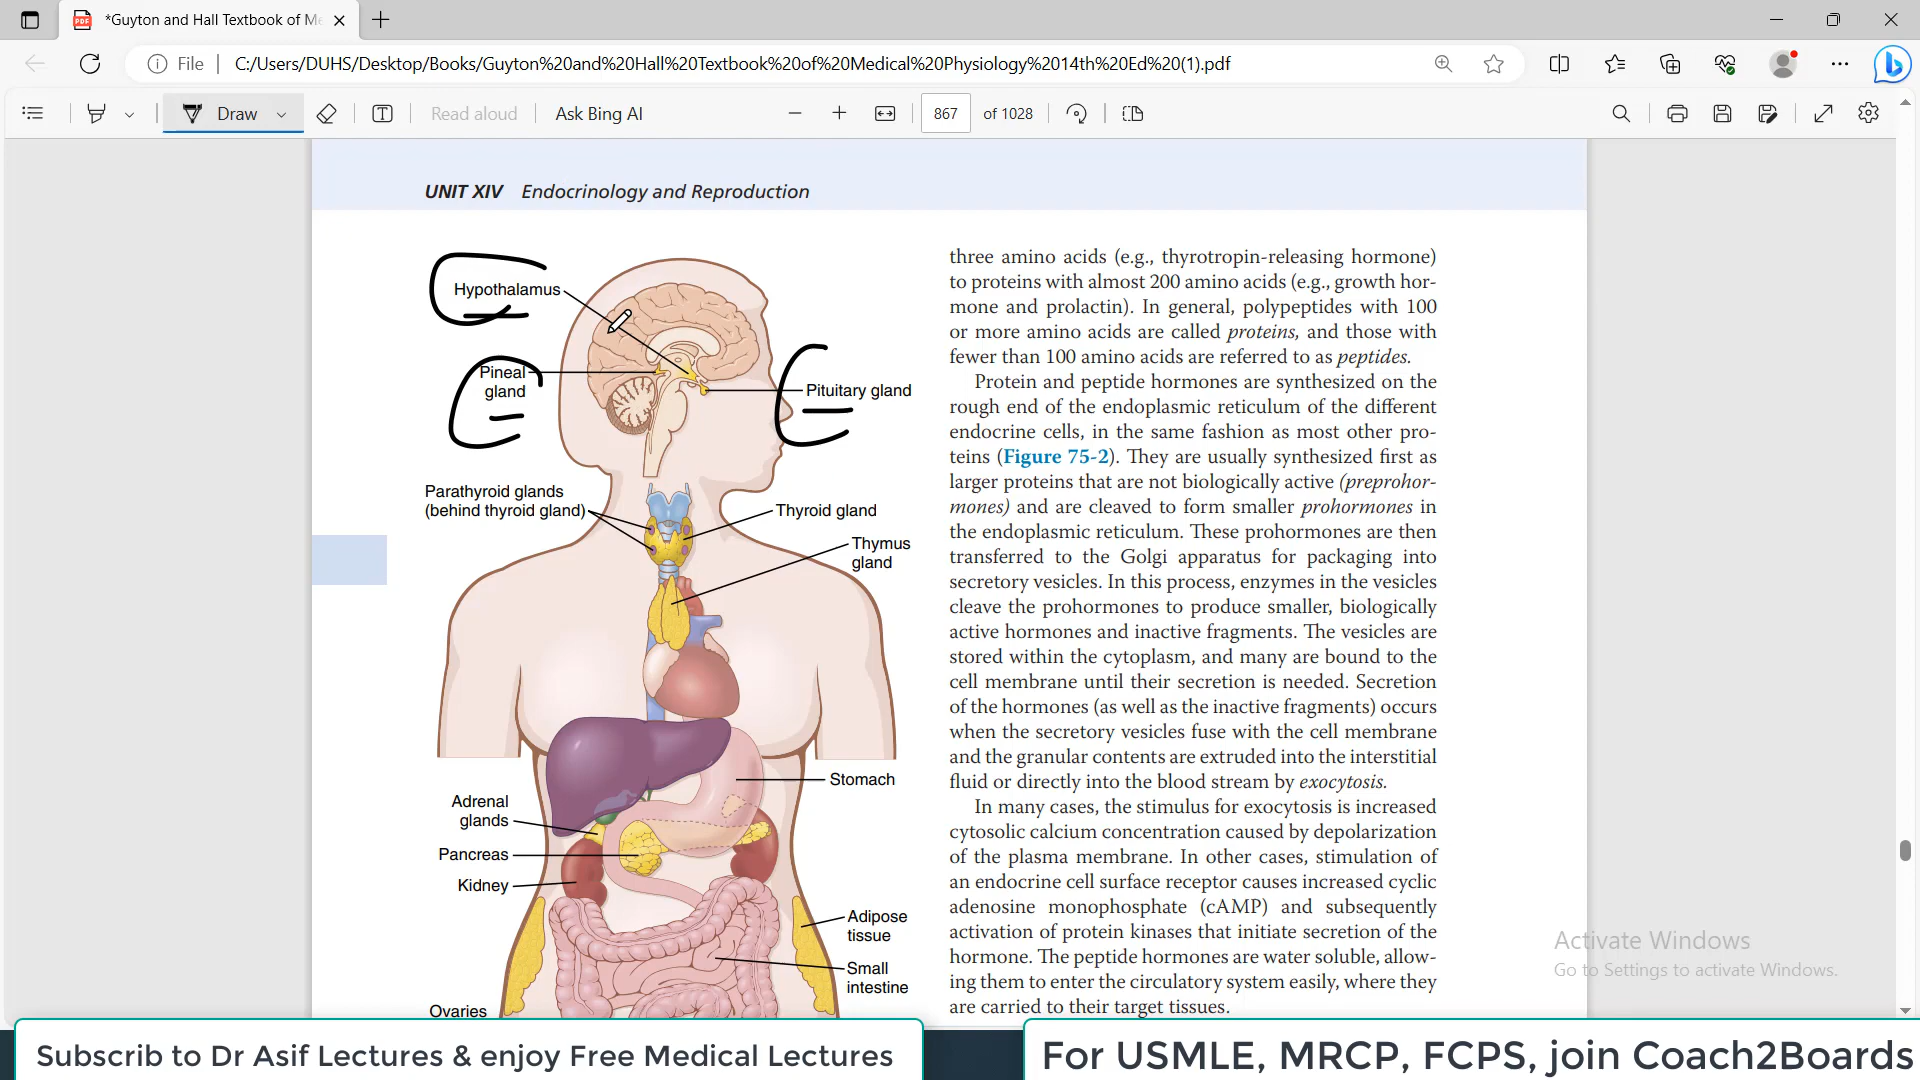 *Guyton and Hall Textbook of Me
File
C:/Users/DUHS/Desktop/Books/Guyton%20and%20Hall%20Textbook%20of%20Medical%20Physiology%2014th%20Ed%20(1).pdf
Draw
Read aloud
Ask Bing AI
867 of 1028
UNIT XIV Endocrinology and Reproduction
Hypothalamus
Pineal
gland
Pituitary gland
Parathyroid glands
(behind thyroid gland)
Thyroid gland
Thymus
gland
Stomach
Adrenal
glands
Pancreas
Kidney
Adipose
tissue
Small
intestine
Ovaries
three amino acids (e.g., thyrotropin-releasing hormone)
to proteins with almost 200 amino acids (e.g., growth hor-
mone and prolactin). In general, polypeptides with 100
or more amino acids are called proteins, and those with
fewer than 100 amino acids are referred to as peptides.
Protein and peptide hormones are synthesized on the
rough end of the endoplasmic reticulum of the different
endocrine cells, in the same fashion as most other pro-
teins (Figure 75-2). They are usually synthesized first as
larger proteins that are not biologically active (preprohor-
mones) and are cleaved to form smaller prohormones in
the endoplasmic reticulum. These prohormones are then
transferred to the Golgi apparatus for packaging into
secretory vesicles. In this process, enzymes in the vesicles
cleave the prohormones to produce smaller, biologically
active hormones and inactive fragments. The vesicles are
stored within the cytoplasm, and many are bound to the
cell membrane until their secretion is needed. Secretion
of the hormones (as well as the inactive fragments) occurs
when the secretory vesicles fuse with the cell membrane
and the granular contents are extruded into the interstitial
fluid or directly into the blood stream by exocytosis.
In many cases, the stimulus for exocytosis is increased
cytosolic calcium concentration caused by depolarization
of the plasma membrane. In other cases, stimulation of
an endocrine cell surface receptor causes increased cyclic
adenosine monophosphate (cAMP) and subsequently
activation of protein kinases that initiate secretion of the
hormone. The peptide hormones are water soluble, allow-
ing them to enter the circulatory system easily, where they
are carried to their target tissues.
Activate Windows
Go to Settings to activate Windows.
Subscrib to Dr Asif Lectures & enjoy Free Medical Lectures
For USMLE, MRCP, FCPS, join Coach2Boards